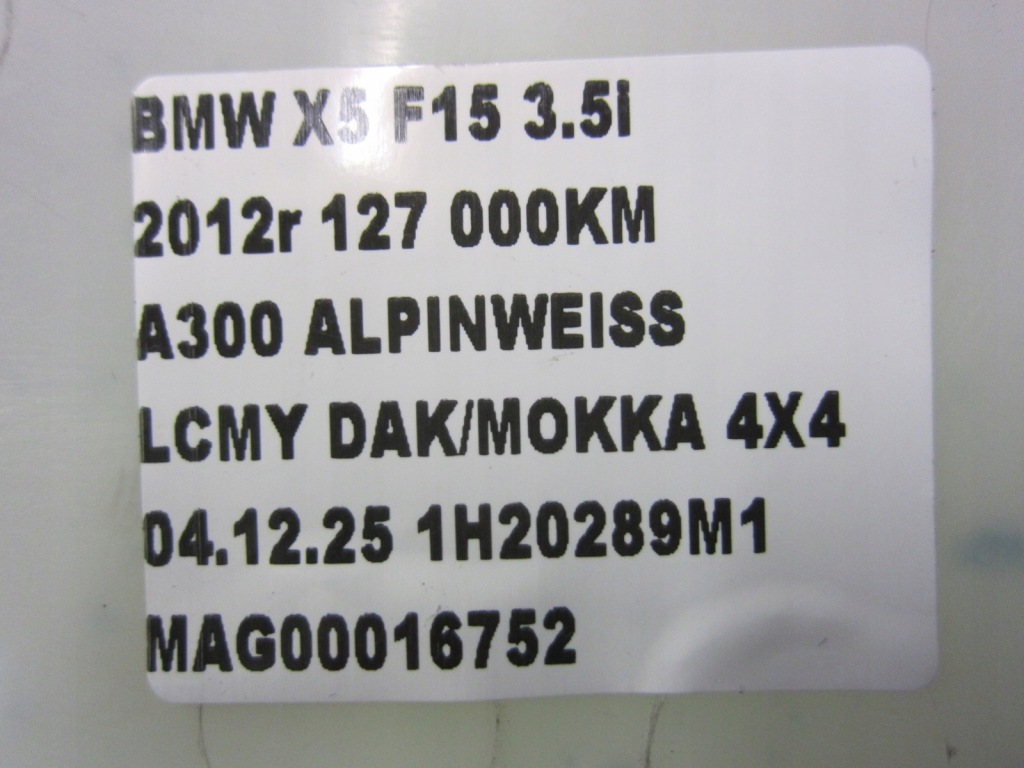 BMW X5 F15 3.5i
2012r 127 000KM
A300 ALPINWEISS
LCMY DAK/MOKKA 4X4
04.12.25 1H20289M1
MAG00016752